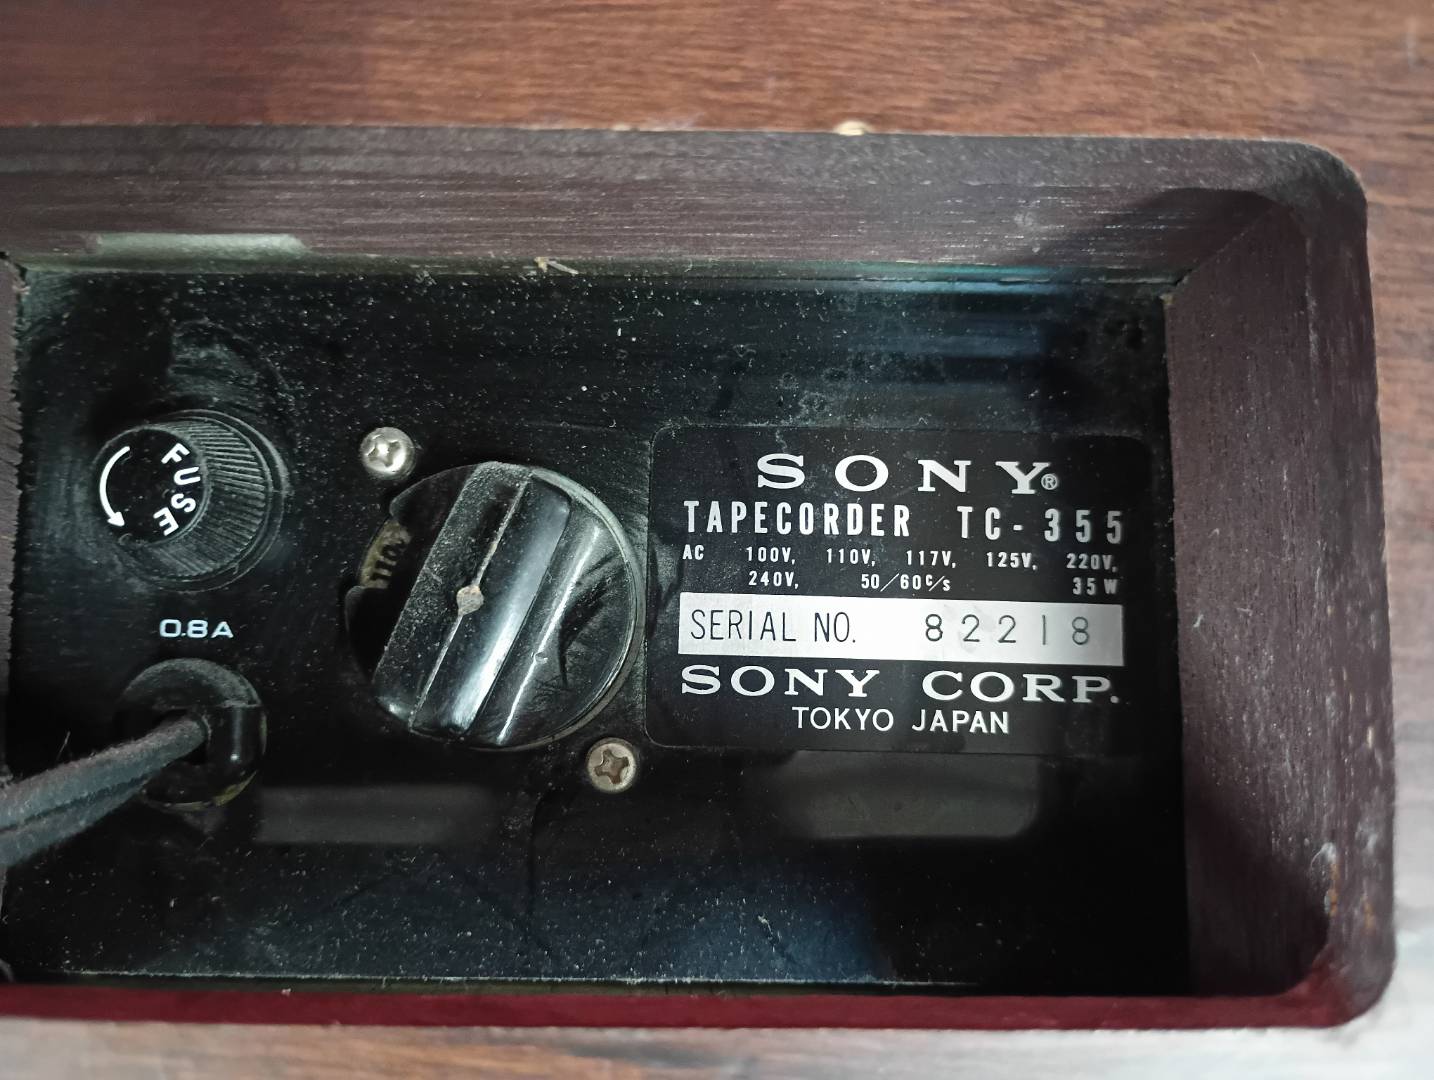 FUSE
0.8A
110V
SONY®
TAPECORDER TC-355
AC 100V, 110V, 117V, 125V, 220V,
240V, 50/60c/s 35W
SERIAL NO. 82218
SONY CORP.
TOKYO JAPAN